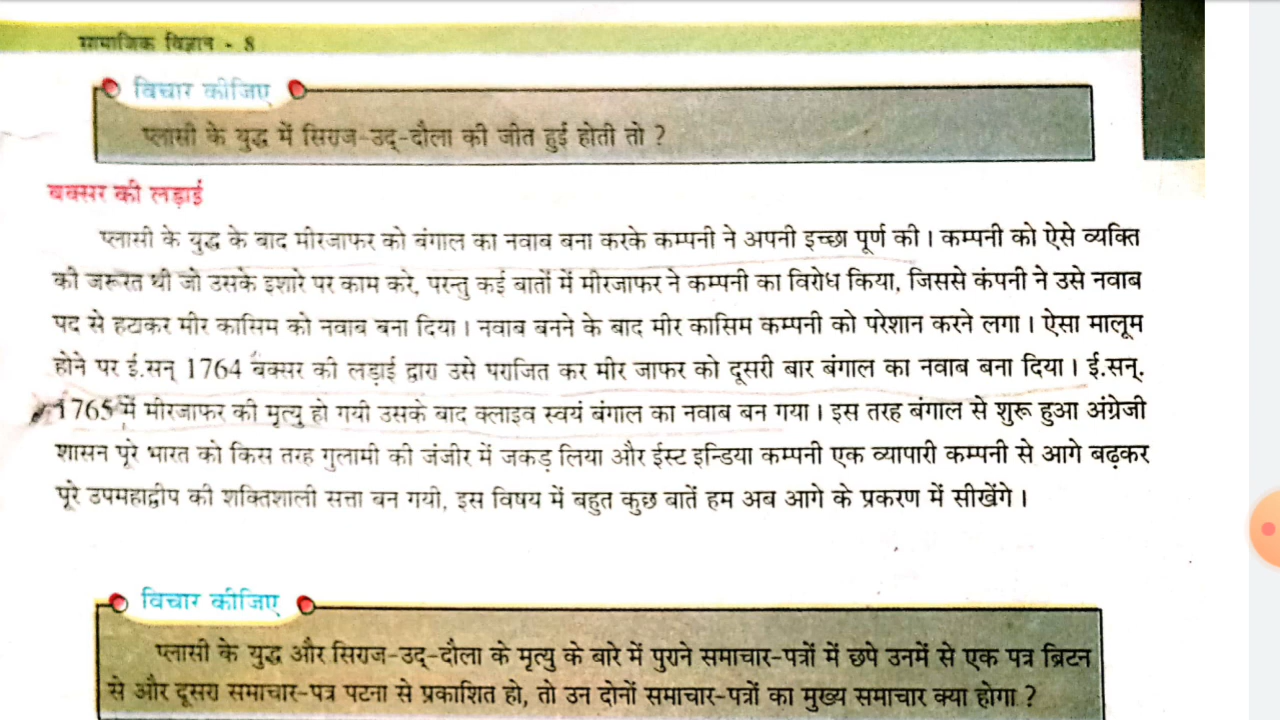 सामाजिक विज्ञान - 8
विचार कीजिए
प्लासी के युद्ध में सिराज-उद्-दौला की जीत हुई होती तो ?
बक्सर की लड़ाई
प्लासी के युद्ध के बाद मीरजाफर को बंगाल का नवाब बना करके कम्पनी ने अपनी इच्छा पूर्ण की । कम्पनी को ऐसे व्यक्ति
की जरूरत थी जो उसके इशारे पर काम करे, परन्तु कई बातों में मीरजाफर ने कम्पनी का विरोध किया, जिससे कंपनी ने उसे नवाब
पद से हटाकर मीर कासिम को नवाब बना दिया । नवाब बनने के बाद मीर कासिम कम्पनी को परेशान करने लगा । ऐसा मालूम
होने पर ई.सन् 1764 बक्सर की लड़ाई द्वारा उसे पराजित कर मीर जाफर को दूसरी बार बंगाल का नवाब बना दिया । ई.सन्.
1765 में मीरजाफर की मृत्यु हो गयी उसके बाद क्लाइव स्वयं बंगाल का नवाब बन गया । इस तरह बंगाल से शुरू हुआ अंग्रेजी
शासन पूरे भारत को किस तरह गुलामी की जंजीर में जकड़ लिया और ईस्ट इन्डिया कम्पनी एक व्यापारी कम्पनी से आगे बढ़कर
पूरे उपमहाद्वीप की शक्तिशाली सत्ता बन गयी, इस विषय में बहुत कुछ बातें हम अब आगे के प्रकरण में सीखेंगे ।
विचार कीजिए
प्लासी के युद्ध और सिराज-उद्-दौला के मृत्यु के बारे में पुराने समाचार-पत्रों में छपे उनमें से एक पत्र ब्रिटन
से और दूसरा समाचार-पत्र पटना से प्रकाशित हो, तो उन दोनों समाचार-पत्रों का मुख्य समाचार क्या होगा ?